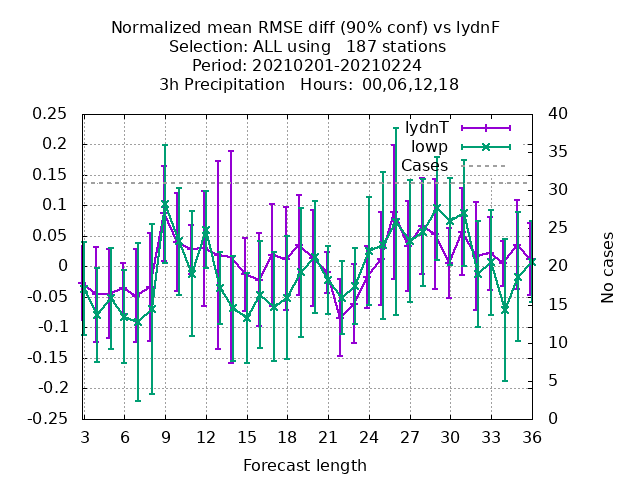 Normalized mean RMSE diff (90% conf) vs lydnF
Selection: ALL using   187 stations
Period: 20210201-20210224
3h Precipitation   Hours:  00,06,12,18
lydnT
lowp
Cases
0.25
0.2
0.15
0.1
0.05
0
-0.05
-0.1
-0.15
-0.2
-0.25
40
35
30
25
20
15
10
5
0
No cases
3 6 9 12 15 18 21 24 27 30 33 36
Forecast length